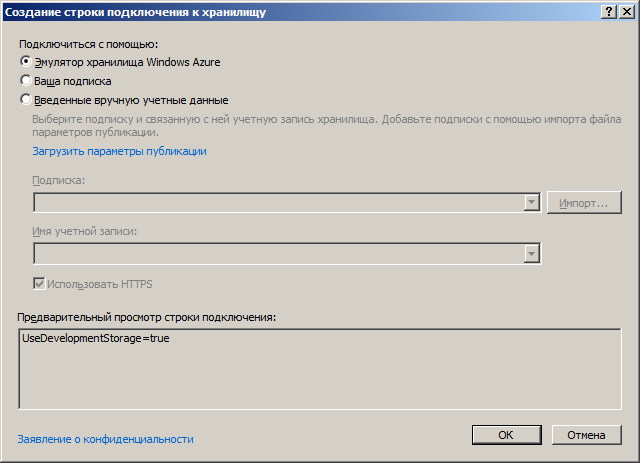 Создание строки подключения к хранилищу
Подключиться с помощью:
Эмулятор хранилища Windows Azure
Ваша подписка
Введенные вручную учетные данные
Выберите подписку и связанную с ней учетную запись хранилища. Добавьте подписки с помощью импорта файла
параметров публикации.
Загрузить параметры публикации
Подписка:
Импорт...
Имя учетной записи:
Использовать HTTPS
Предварительный просмотр строки подключения:
UseDevelopmentStorage=true
Заявление о конфиденциальности
OK
Отмена